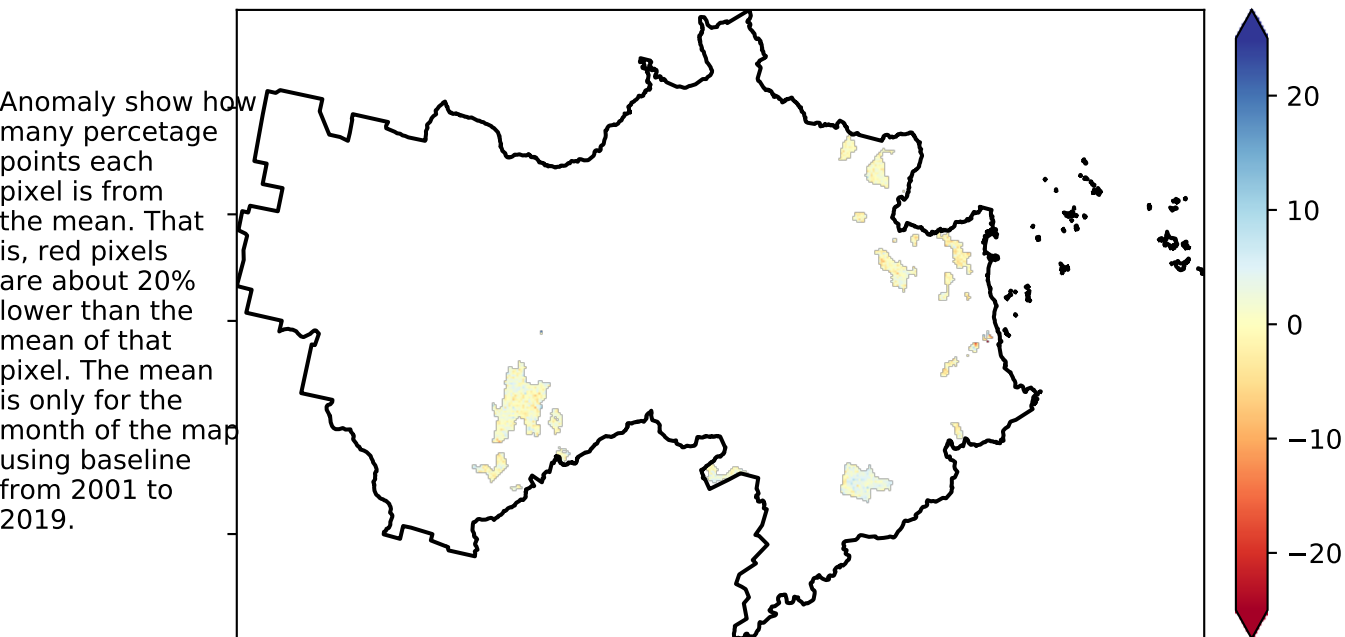 Anomaly show how
many percetage
points each
pixel is from
the mean. That
is, red pixels
are about 20%
lower than the
mean of that
pixel. The mean
is only for the
month of the map
using baseline
from 2001 to
2019.
20
10
0
−10
−20